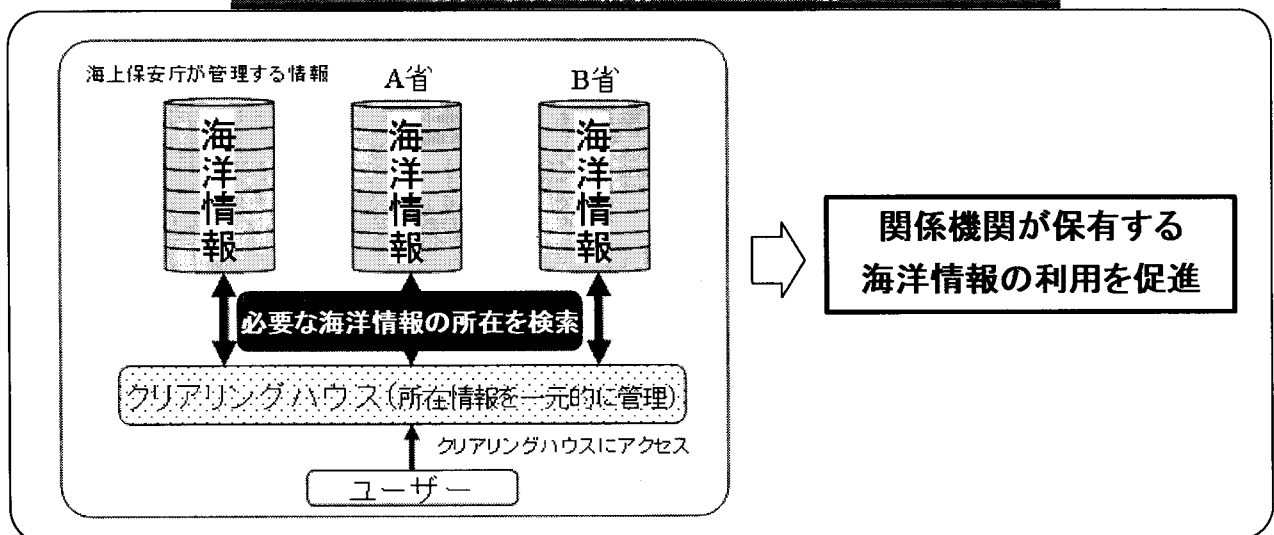 海上保安庁が管理する情報
A省
B省
海洋情報
海洋情報
海洋情報
必要な海洋情報の所在を検索
クリアリングハウス(所在情報を一元的に管理)
クリアリングハウスにアクセス
ユーザー
関係機関が保有する
海洋情報の利用を促進